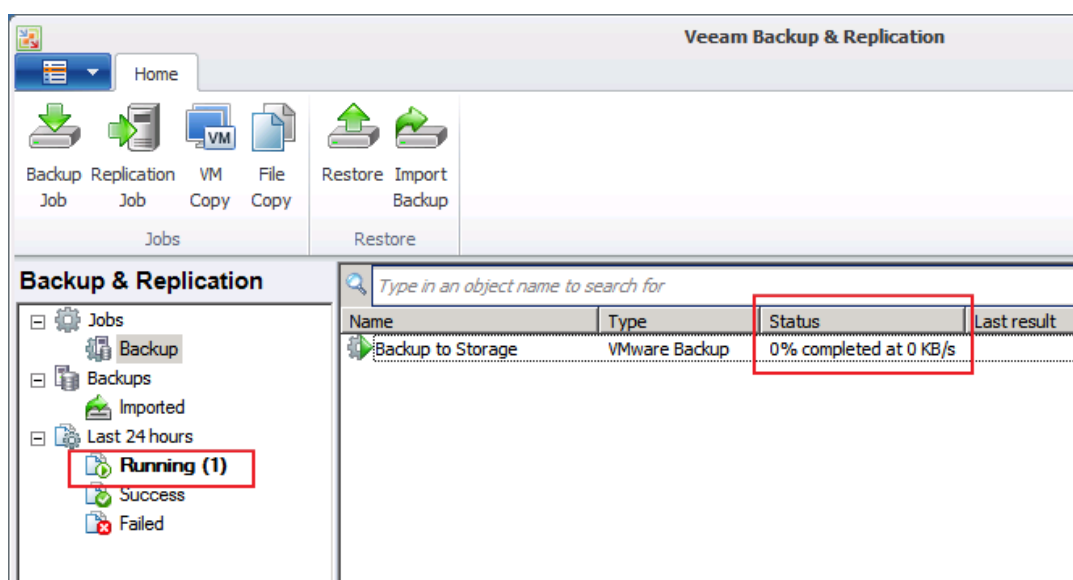 Veeam Backup & Replication
Home
Backup Job
Replication Job
VM Copy
File Copy
Restore
Import Backup
Jobs
Restore
Backup & Replication
Jobs
Backup
Backups
Imported
Last 24 hours
Running (1)
Success
Failed
Type in an object name to search for
Name Type Status Last result
Backup to Storage VMware Backup 0% completed at 0 KB/s